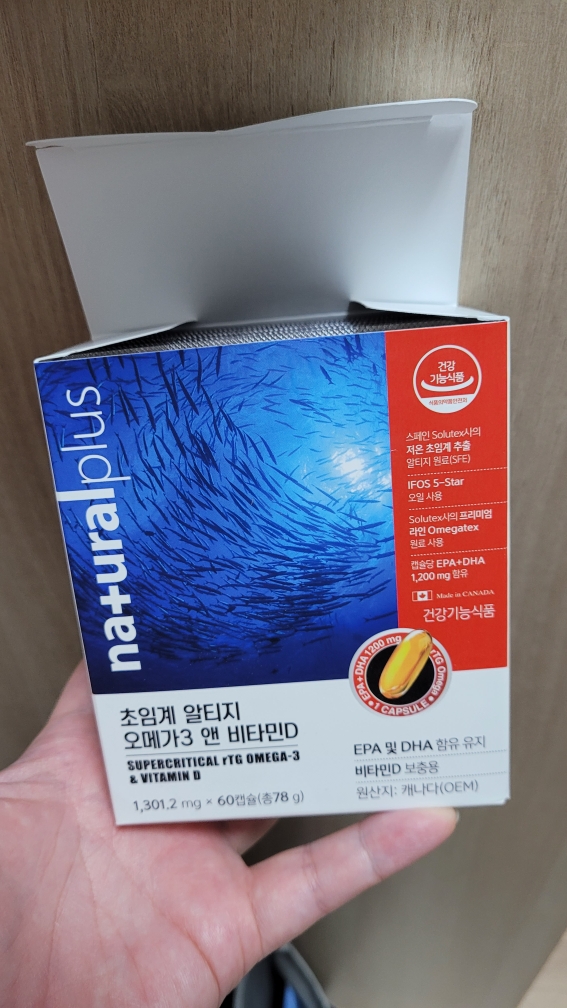 naturalplus
건강
기능식품
식품의약품안전처
스페인 Solutex사의
저온 초임계 추출
알티지 원료(SFE)
IFOS 5-Star
오일 사용
Solutex사의 프리미엄
라인 Omegatex
원료 사용
캡슐당 EPA+DHA
1,200 mg 함유
Made in CANADA
건강기능식품
EPA+DHA 1200 mg rTG Omega
1 CAPSULE
초임계 알티지
오메가3 앤 비타민D
SUPERCRITICAL rTG OMEGA-3
& VITAMIN D
1,301.2 mg × 60캡슐(총78 g)
EPA 및 DHA 함유 유지
비타민D 보충용
원산지: 캐나다(OEM)